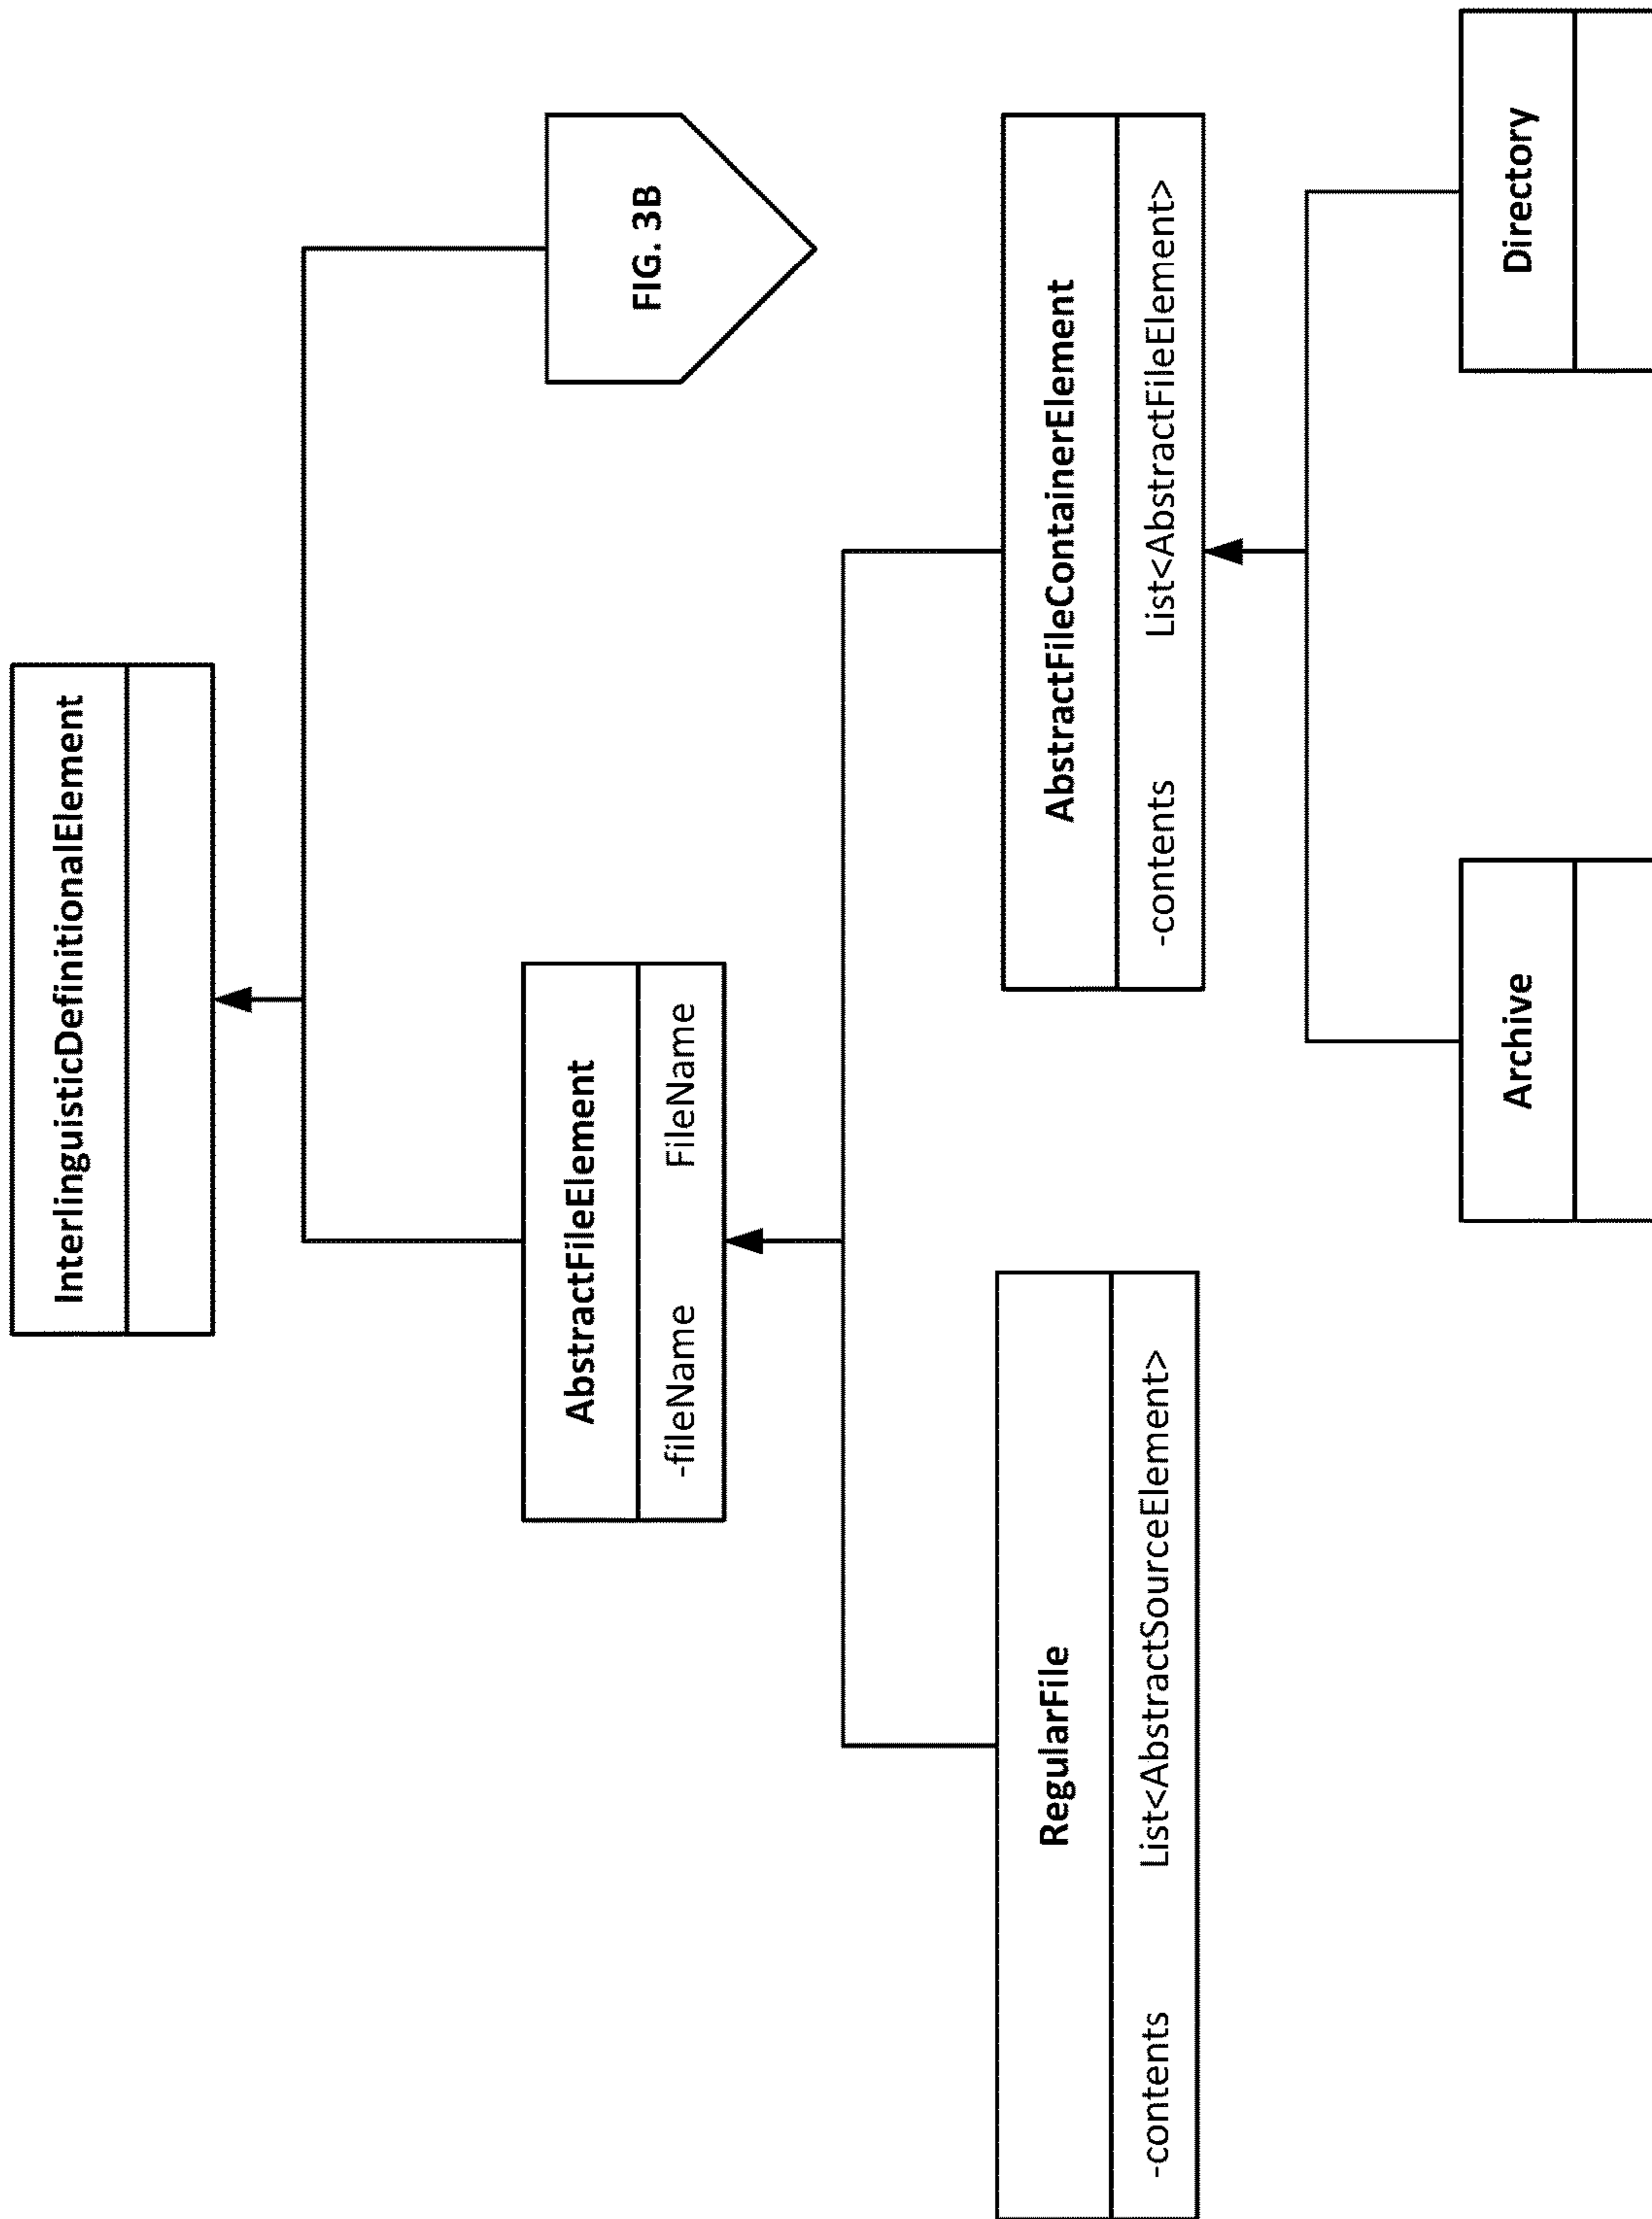 InterlinguisticDefinitionalElement
AbstractFileElement
-fileName FileName
FIG. 3B
RegularFile
-contents List<AbstractSourceElement>
AbstractFileContainerElement
-contents List<AbstractFileElement>
Archive
Directory